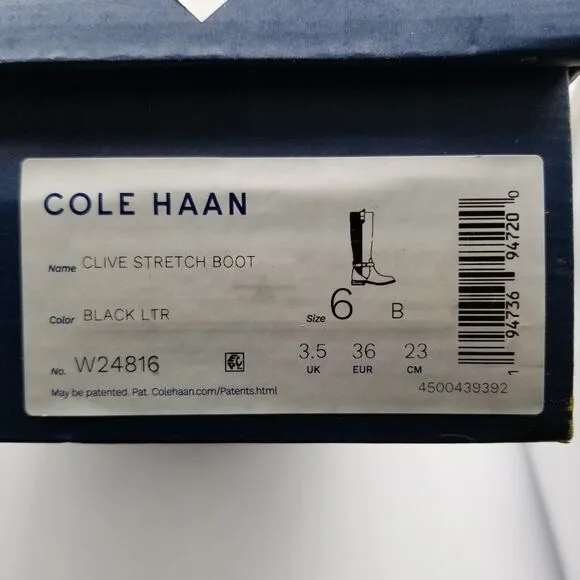 COLE HAAN
Name CLIVE STRETCH BOOT
Color BLACK LTR
Size 6 B
No. W24816
3.5 36 23
UK EUR CM
May be patented. Pat. Colehaan.com/Patents.html
4500439392
1 94736 94720 0